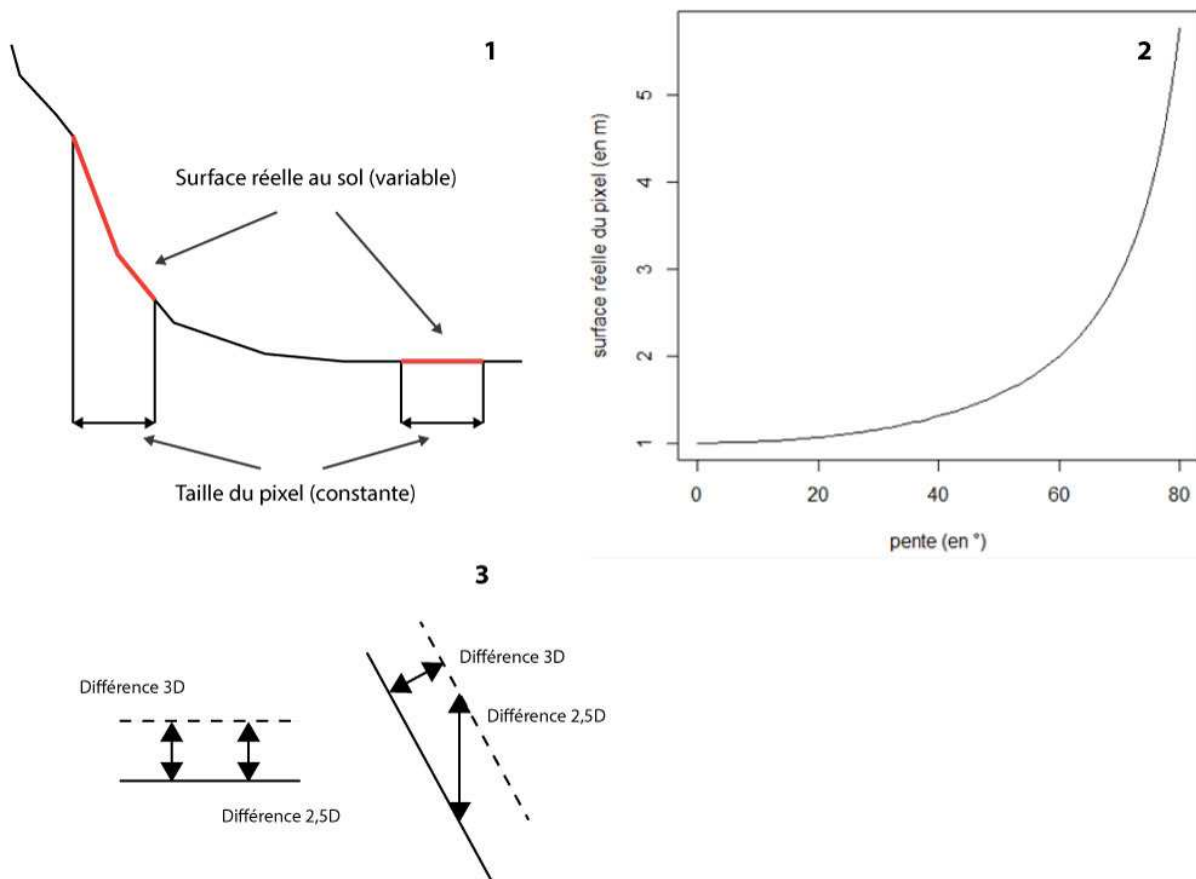 1
Surface réelle au sol (variable)
Taille du pixel (constante)
2
surface réelle du pixel (en m)
5
4
3
2
1
0 20 40 60 80
pente (en °)
3
Différence 3D
Différence 2,5D
Différence 3D
Différence 2,5D